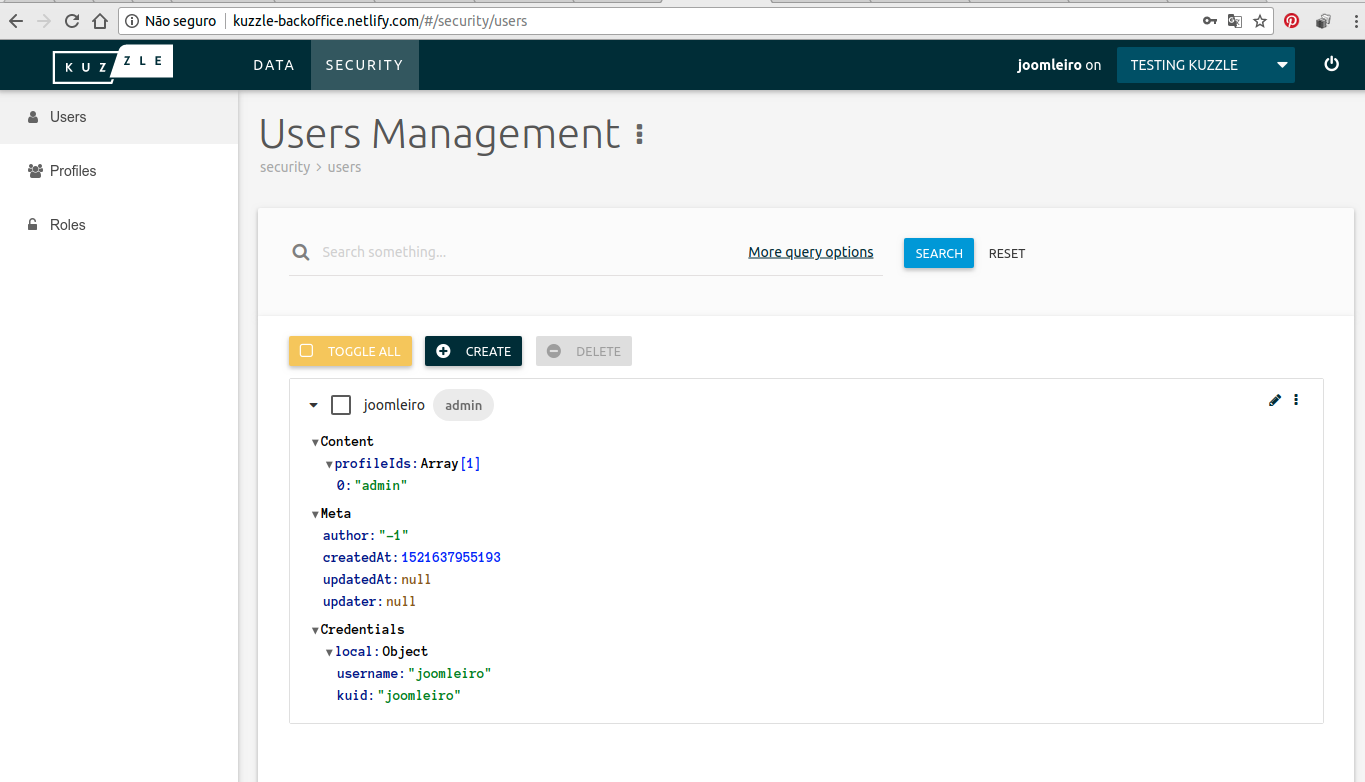 Não seguro kuzzle-backoffice.netlify.com/#/security/users
KUZZLE DATA SECURITY joomleiro on TESTING KUZZLE
Users
Profiles
Roles
Users Management
security > users
Search something... More query options SEARCH RESET
TOGGLE ALL CREATE DELETE
joomleiro admin
Content
profileIds: Array[1]
0: "admin"
Meta
author: "-1"
createdAt: 1521637955193
updatedAt: null
updater: null
Credentials
local: Object
username: "joomleiro"
kuid: "joomleiro"